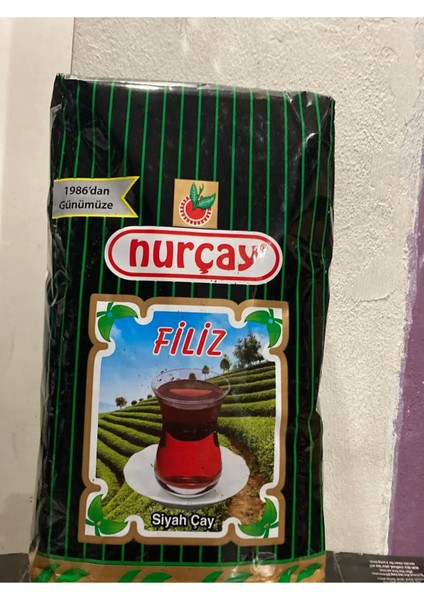 1986'dan
Günümüze
nurçay
FİLİZ
Siyah Çay